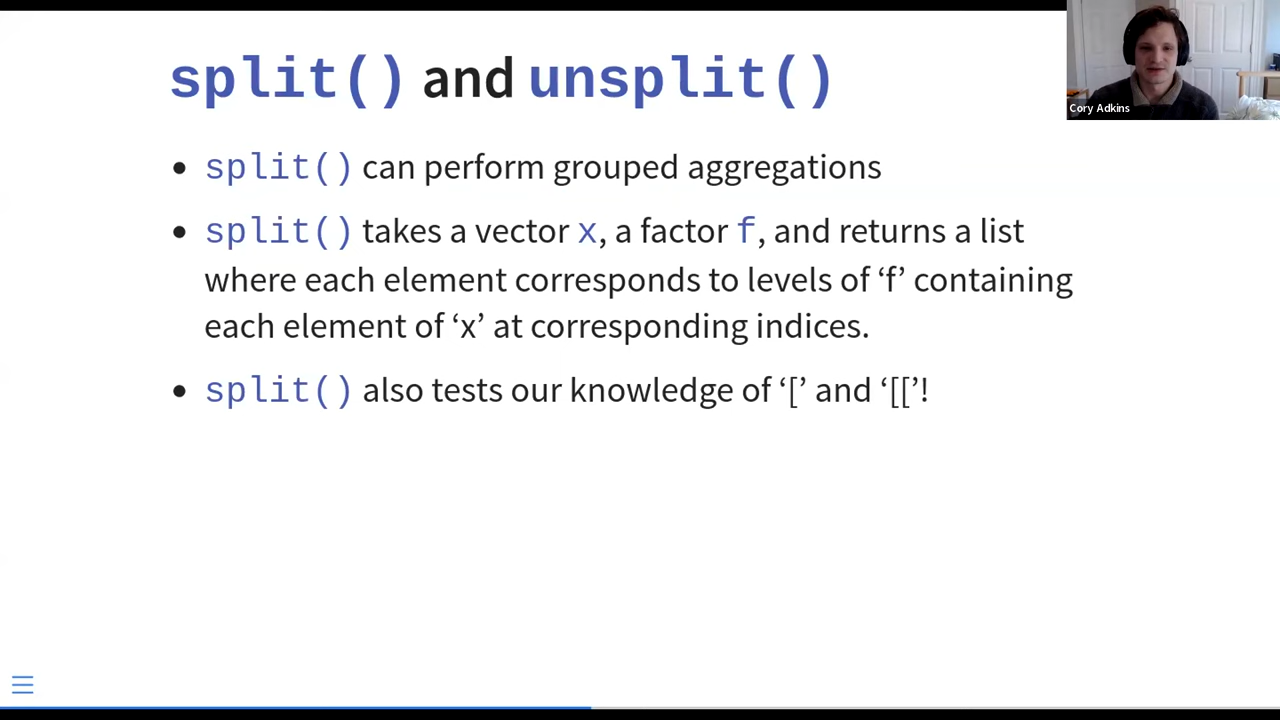 split() and unsplit()
Cory Adkins
• split() can perform grouped aggregations
• split() takes a vector x, a factor f, and returns a list
where each element corresponds to levels of ‘f’ containing
each element of ‘x’ at corresponding indices.
• split() also tests our knowledge of ‘[’ and ‘[[’!